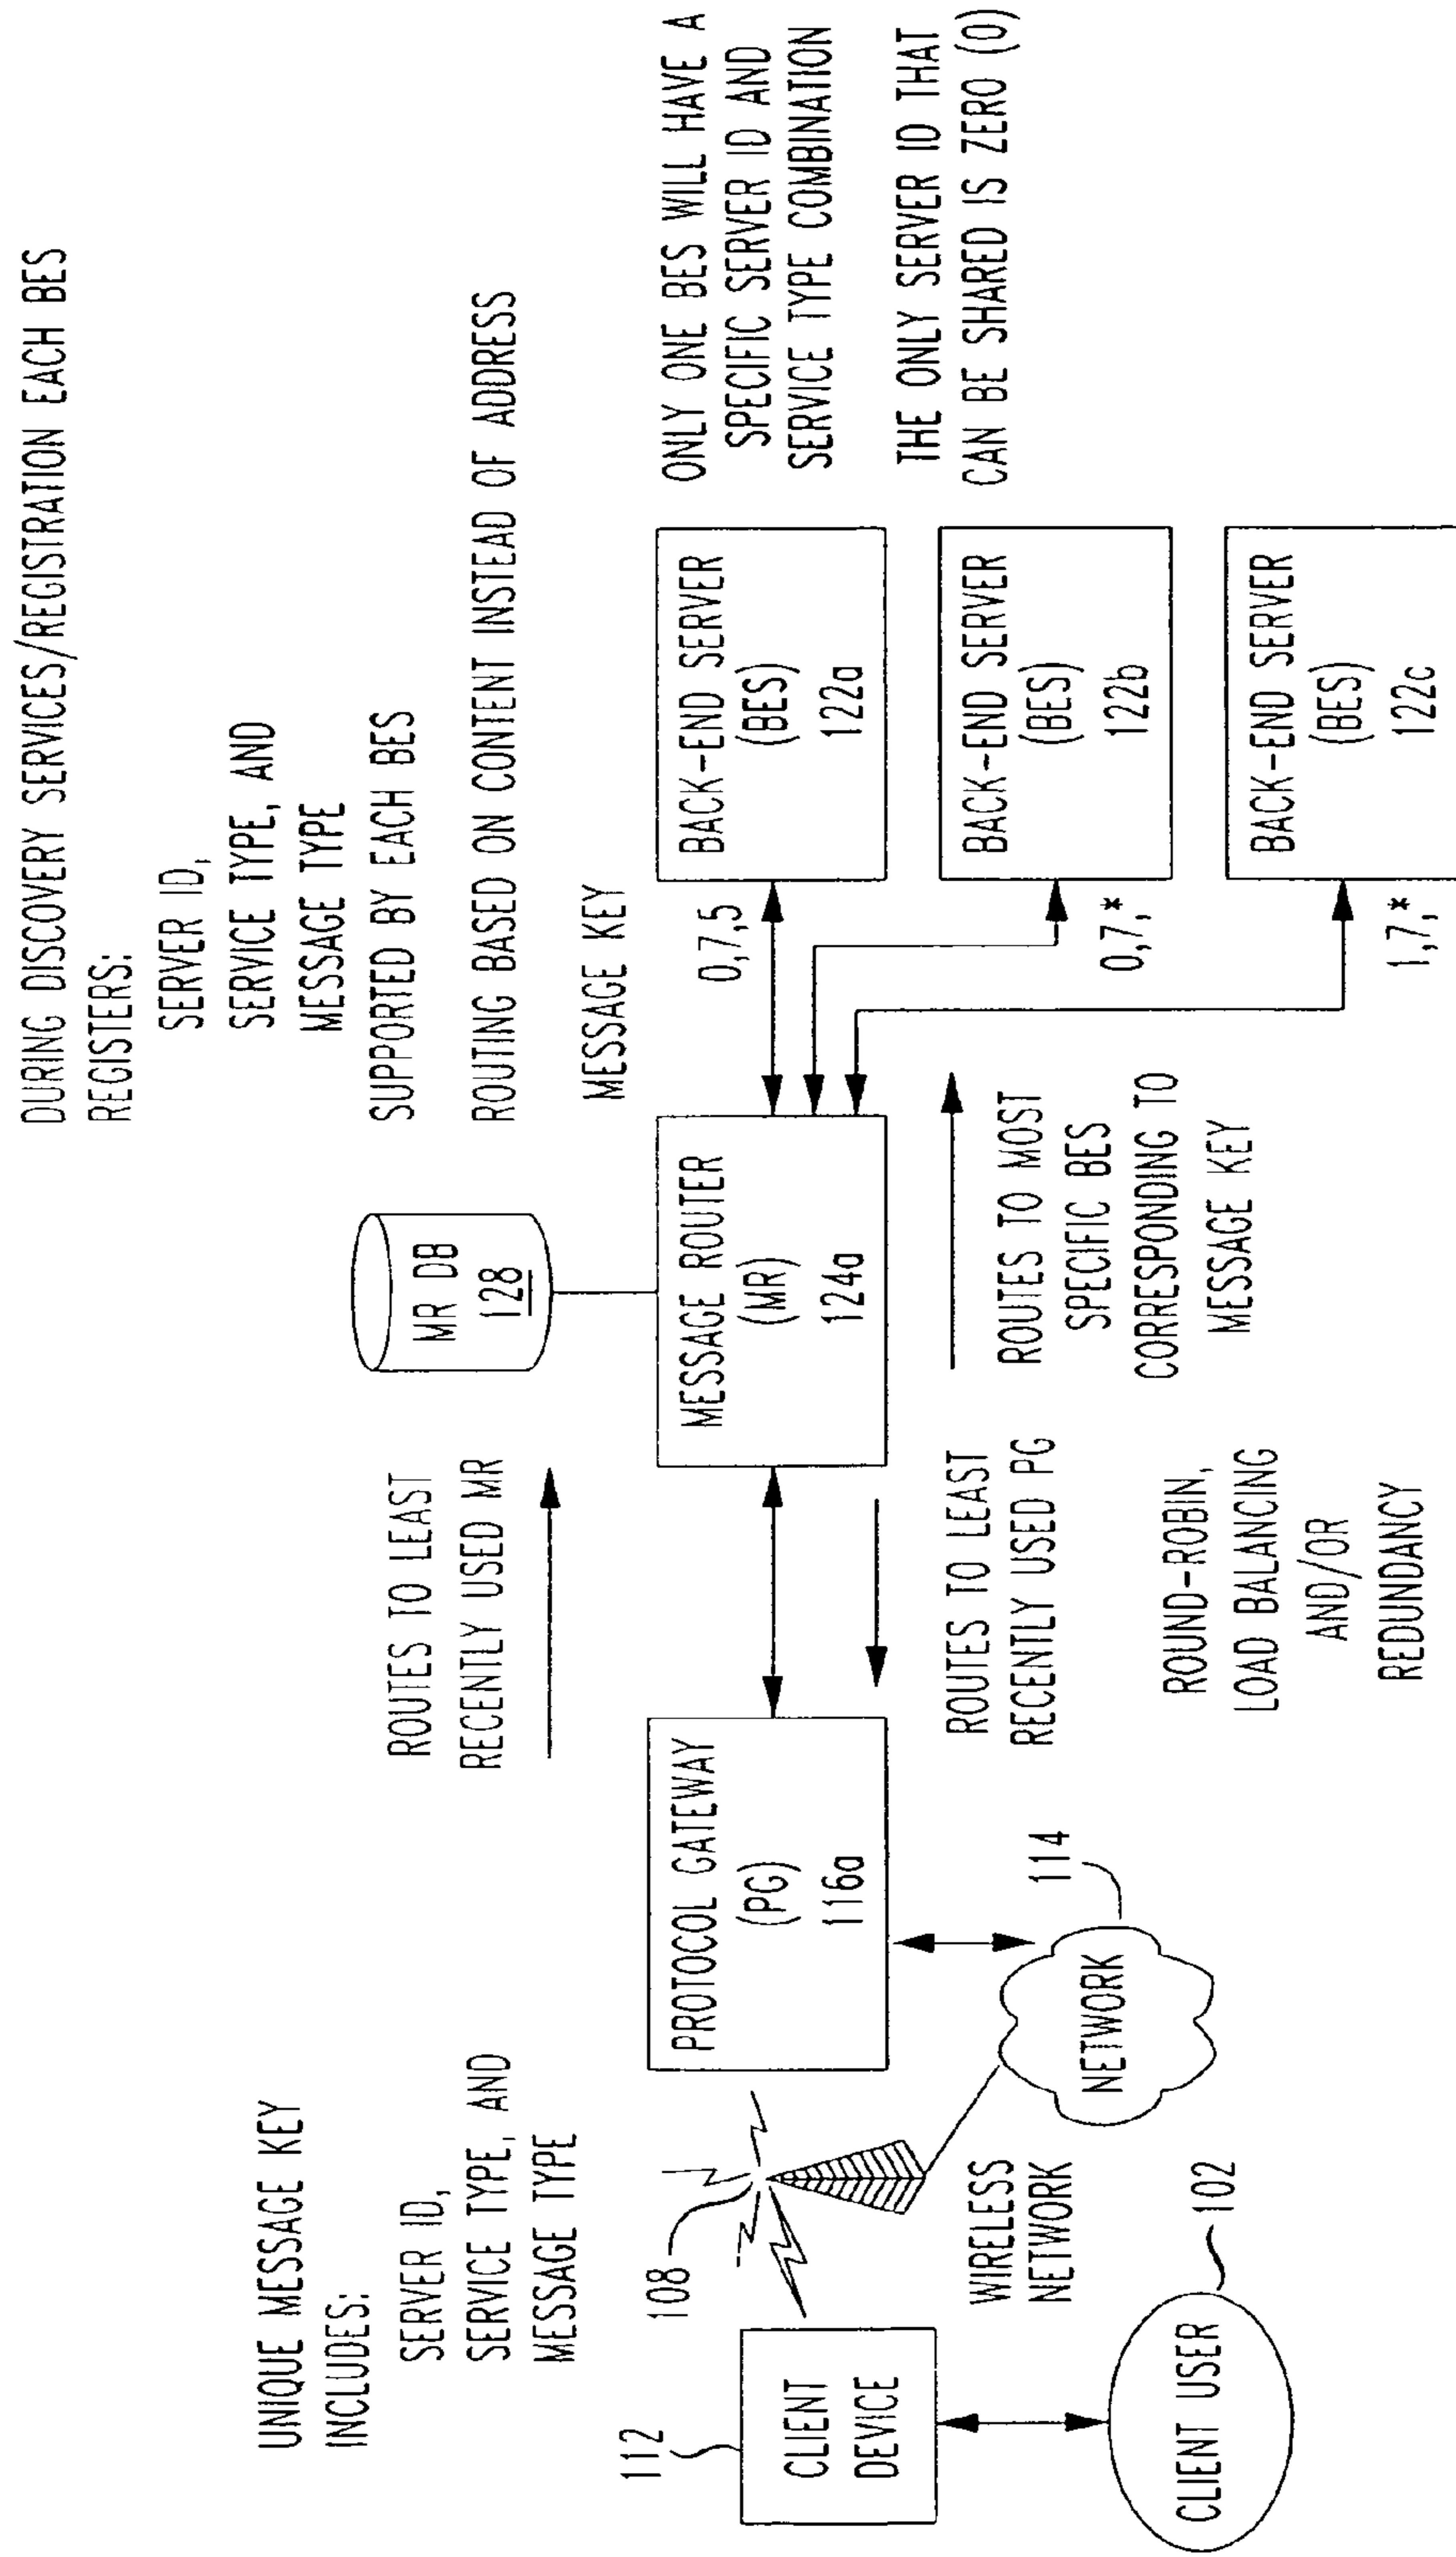 DURING DISCOVERY SERVICES/REGISTRATION EACH BES
REGISTERS:
SERVER ID,
SERVICE TYPE, AND
MESSAGE TYPE
SUPPORTED BY EACH BES
ROUTING BASED ON CONTENT INSTEAD OF ADDRESS
UNIQUE MESSAGE KEY
INCLUDES:
SERVER ID,
SERVICE TYPE, AND
MESSAGE TYPE
ROUTES TO LEAST
RECENTLY USED MR
MR DB
128
MESSAGE KEY
112
CLIENT
DEVICE
108
WIRELESS
NETWORK
CLIENT USER
102
PROTOCOL GATEWAY
(PG)
116a
NETWORK
114
MESSAGE ROUTER
(MR)
124a
ROUTES TO LEAST
RECENTLY USED PG
ROUND-ROBIN,
LOAD BALANCING
AND/OR
REDUNDANCY
ROUTES TO MOST
SPECIFIC BES
CORRESPONDING TO
MESSAGE KEY
0,7,5
BACK-END SERVER
(BES)
122a
0,7,*
BACK-END SERVER
(BES)
122b
1,7,*
BACK-END SERVER
(BES)
122c
ONLY ONE BES WILL HAVE A
SPECIFIC SERVER ID AND
SERVICE TYPE COMBINATION
THE ONLY SERVER ID THAT
CAN BE SHARED IS ZERO (0)